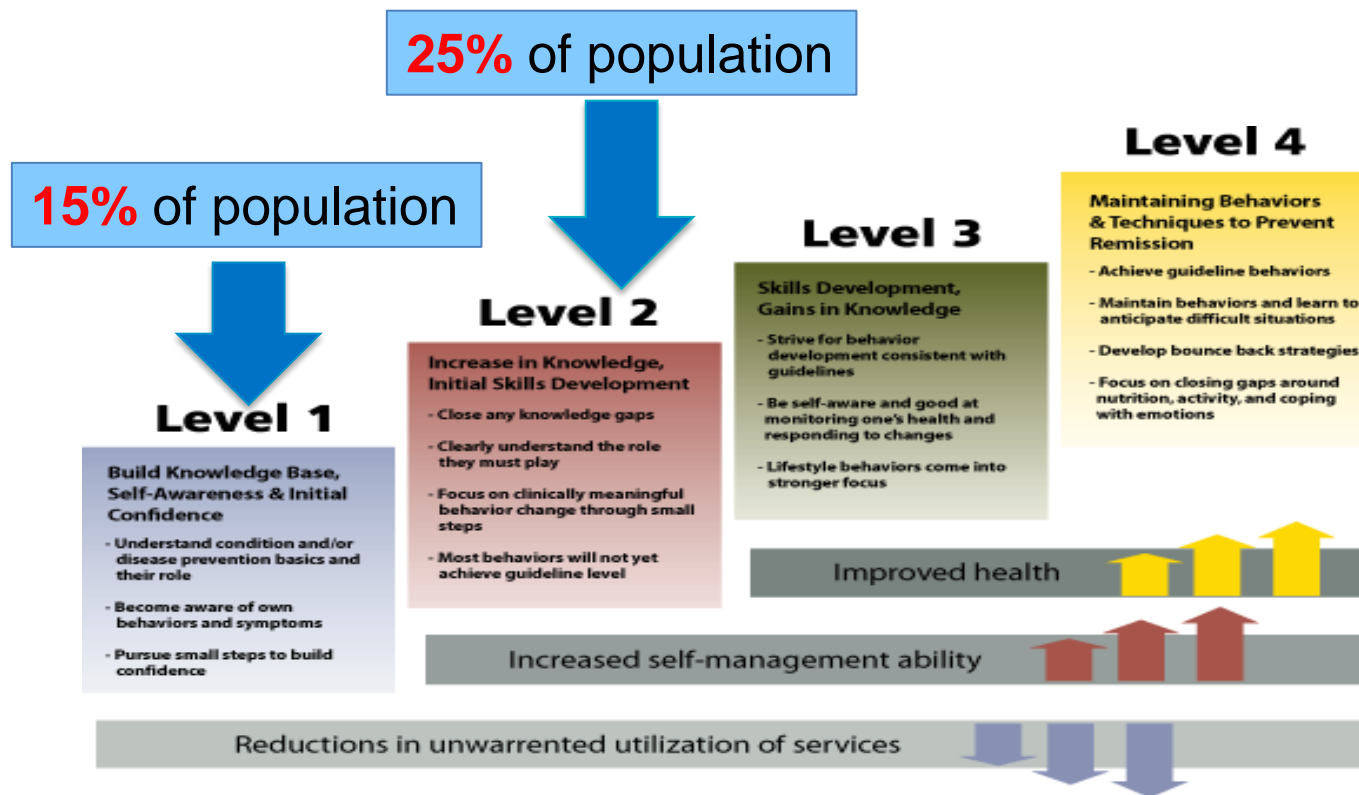 25% of population
15% of population
Level 1
Build Knowledge Base,
Self-Awareness & Initial
Confidence
- Understand condition and/or
disease prevention basics and
their role
- Become aware of own
behaviors and symptoms
- Pursue small steps to build
confidence
Level 2
Increase in Knowledge,
Initial Skills Development
- Close any knowledge gaps
- Clearly understand the role
they must play
- Focus on clinically meaningful
behavior change through small
steps
- Most behaviors will not yet
achieve guideline level
Level 3
Skills Development,
Gains in Knowledge
- Strive for behavior
development consistent with
guidelines
- Be self-aware and good at
monitoring one's health and
responding to changes
- Lifestyle behaviors come into
stronger focus
Level 4
Maintaining Behaviors
& Techniques to Prevent
Remission
- Achieve guideline behaviors
- Maintain behaviors and learn to
anticipate difficult situations
- Develop bounce back strategies
- Focus on closing gaps around
nutrition, activity, and coping
with emotions
Improved health
Increased self-management ability
Reductions in unwarrented utilization of services